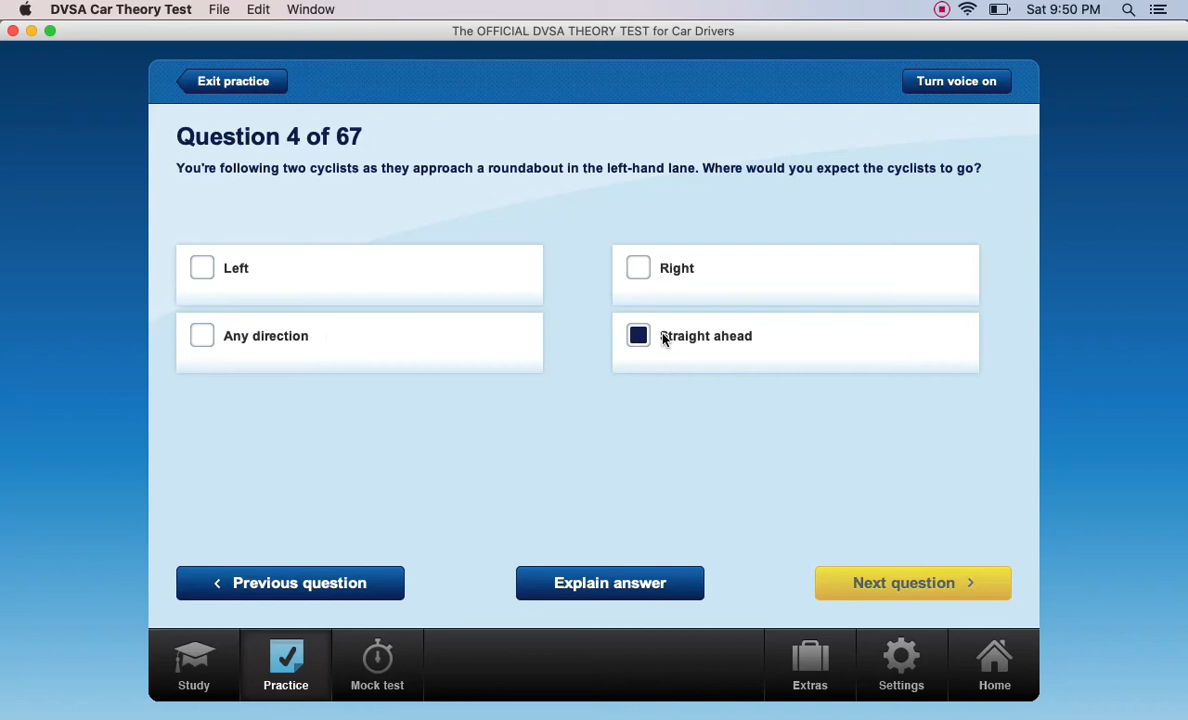 DVSA Car Theory Test File Edit Window Sat 9:50 PM
The OFFICIAL DVSA THEORY TEST for Car Drivers
Exit practice Turn voice on
Question 4 of 67
You're following two cyclists as they approach a roundabout in the left-hand lane. Where would you expect the cyclists to go?
Left Right
Any direction Straight ahead
Previous question Explain answer Next question
Study Practice Mock test Extras Settings Home